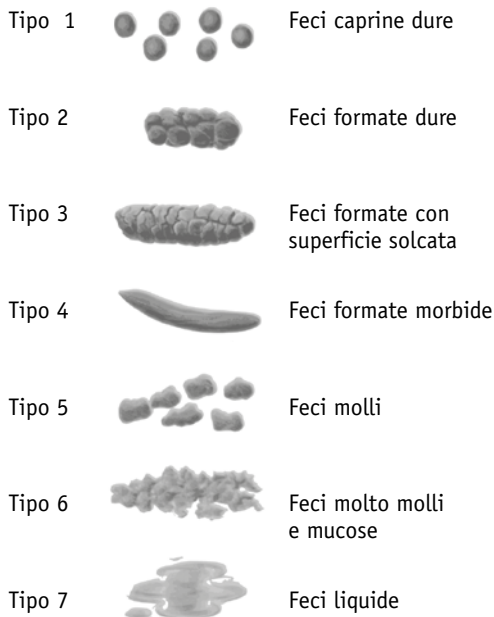 Tipo 1 Feci caprine dure
Tipo 2 Feci formate dure
Tipo 3 Feci formate con
superficie solcata
Tipo 4 Feci formate morbide
Tipo 5 Feci molli
Tipo 6 Feci molto molli
e mucose
Tipo 7 Feci liquide